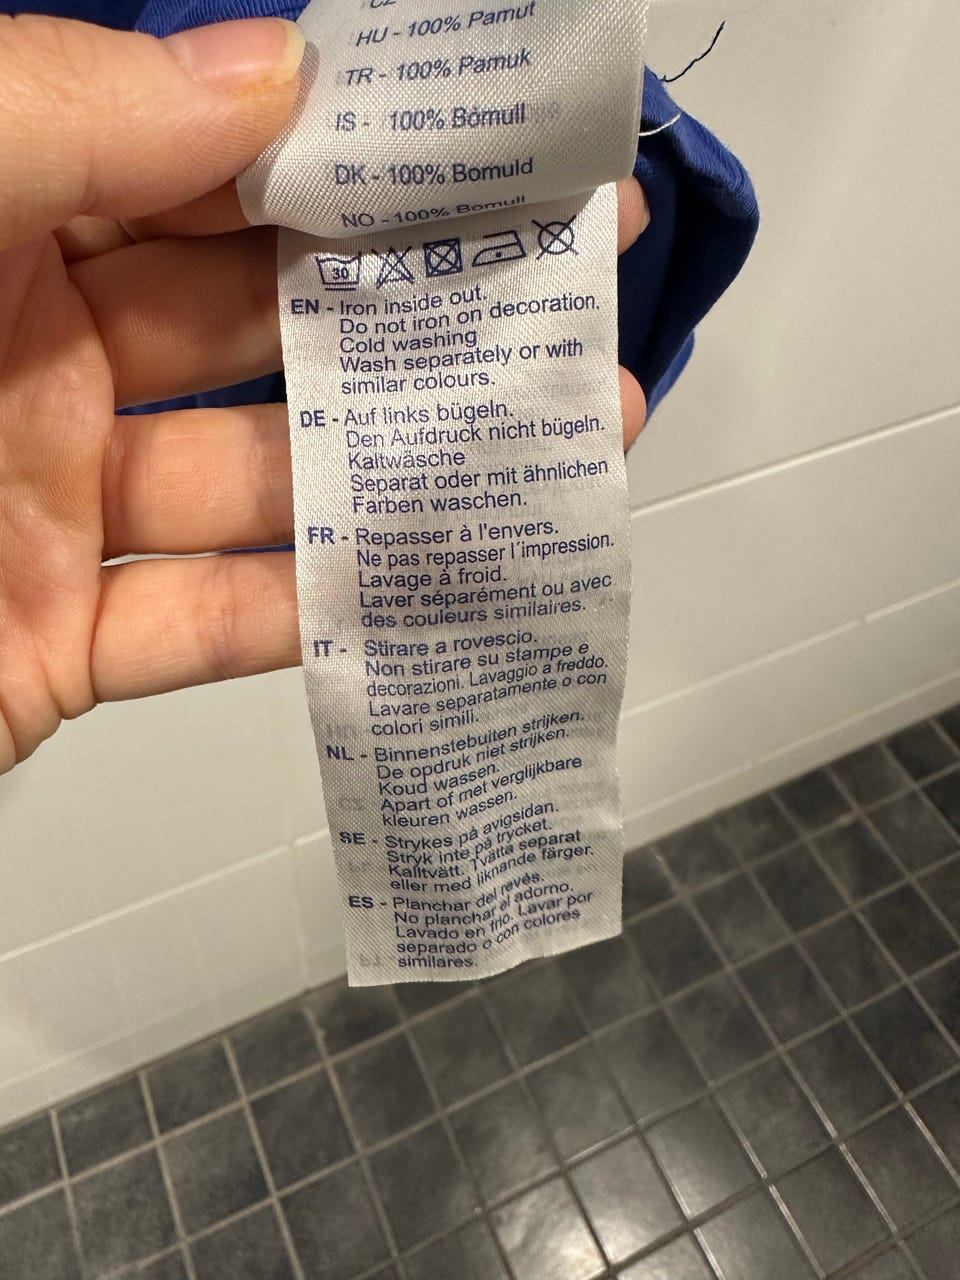 CZ
HU - 100% Pamut
TR - 100% Pamuk
IS - 100% Bómull
DK - 100% Bomuld
NO - 100% Bomull
30
EN - Iron inside out.
Do not iron on decoration.
Cold washing
Wash separately or with
similar colours.
DE - Auf links bügeln.
Den Aufdruck nicht bügeln.
Kaltwäsche
Separat oder mit ähnlichen
Farben waschen.
FR - Repasser à l'envers.
Ne pas repasser l´impression.
Lavage à froid.
Laver séparément ou avec
des couleurs similaires.
IT - Stirare a rovescio.
Non stirare su stampe e
decorazioni. Lavaggio a freddo.
Lavare separatamente o con
colori simili.
NL - Binnenstebuiten strijken.
De opdruk niet strijken.
Koud wassen.
Apart of met verglijkbare
kleuren wassen.
SE - Strykes på avigsidan.
Stryk inte på trycket.
Kalltvätt. Tvätta separat
eller med liknande färger.
ES - Planchar del revés.
No planchar el adorno.
Lavado en frio. Lavar por
separado o con colores
similares.